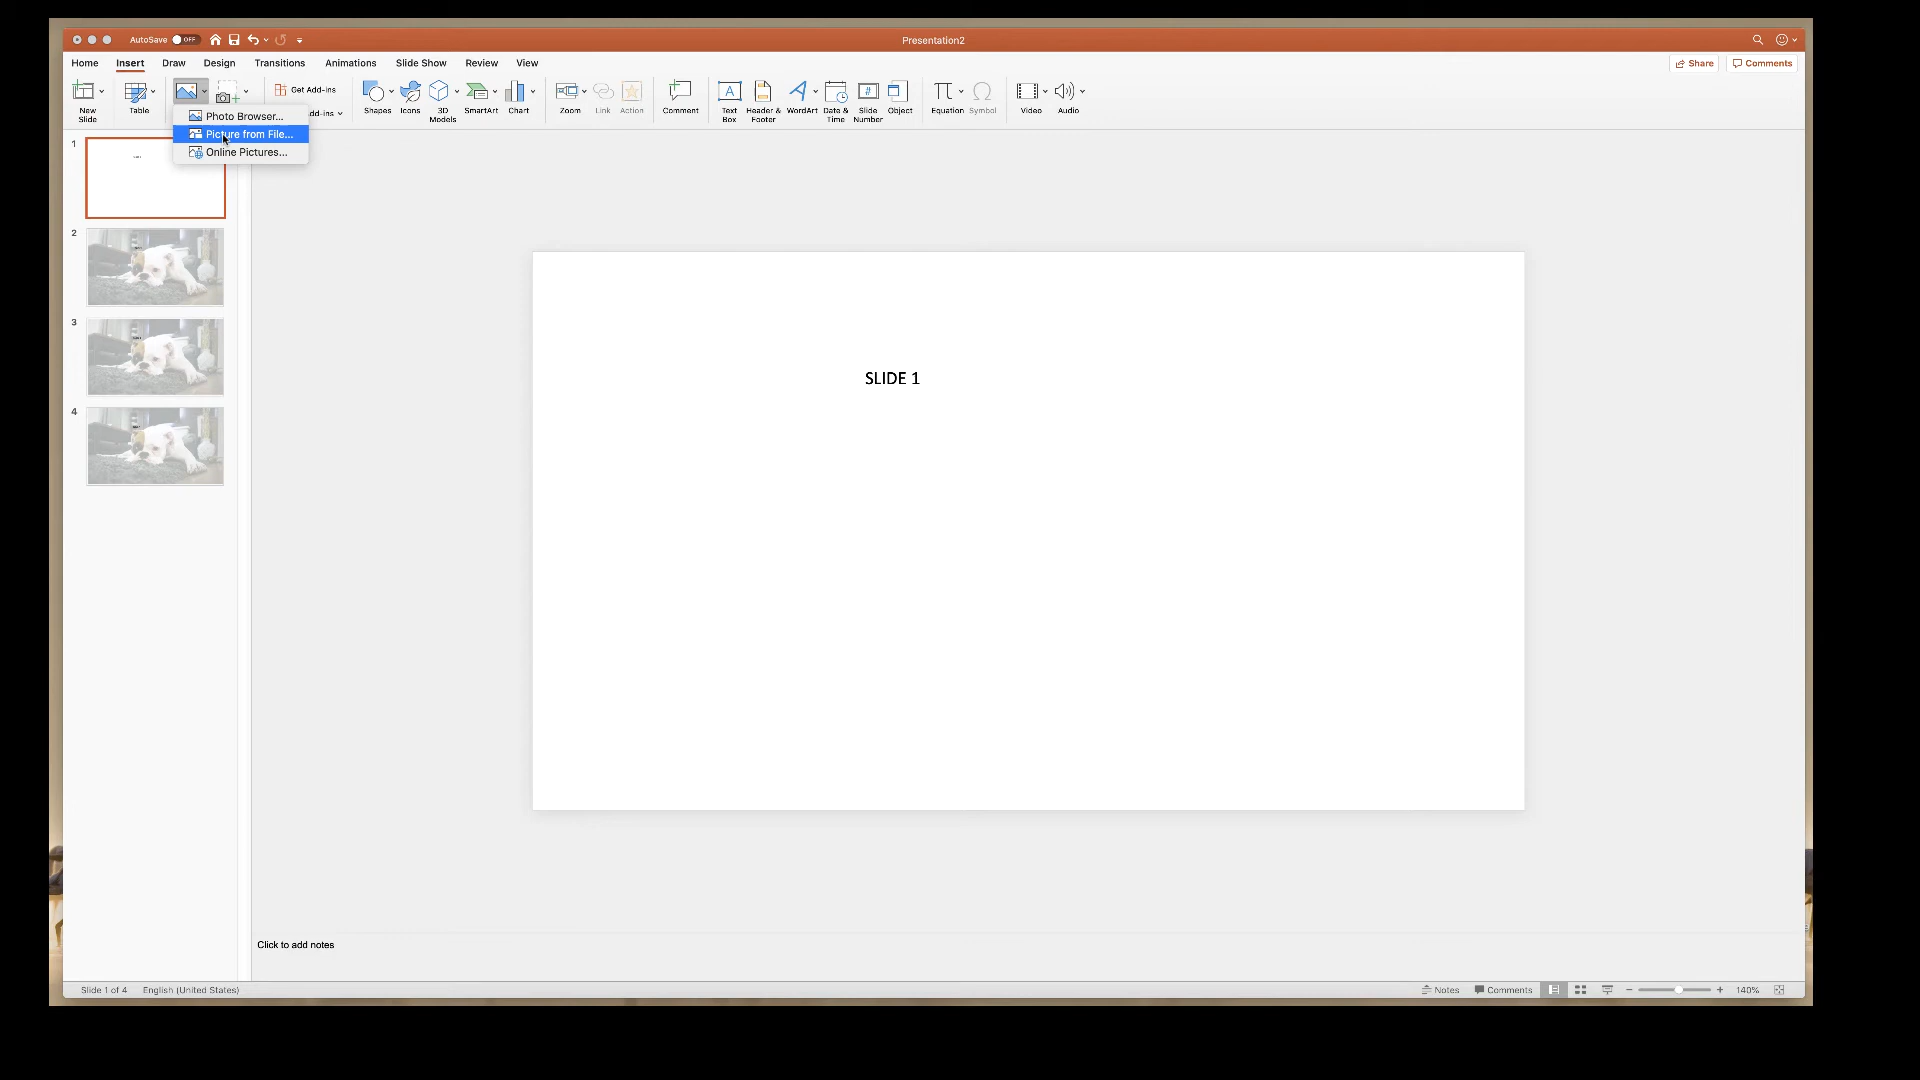 AutoSave OFF
Presentation2
Home Insert Draw Design Transitions Animations Slide Show Review View
Share Comments
New Slide
Table
Get Add-ins
dd-ins
Shapes
Icons
3D Models
SmartArt
Chart
Zoom
Link
Action
Comment
Text Box
Header & Footer
WordArt
Date & Time
Slide Number
Object
Equation
Symbol
Video
Audio
Photo Browser...
Picture from File...
Online Pictures...
1
2
3
4
SLIDE 1
Click to add notes
Slide 1 of 4 English (United States)
Notes Comments 140%